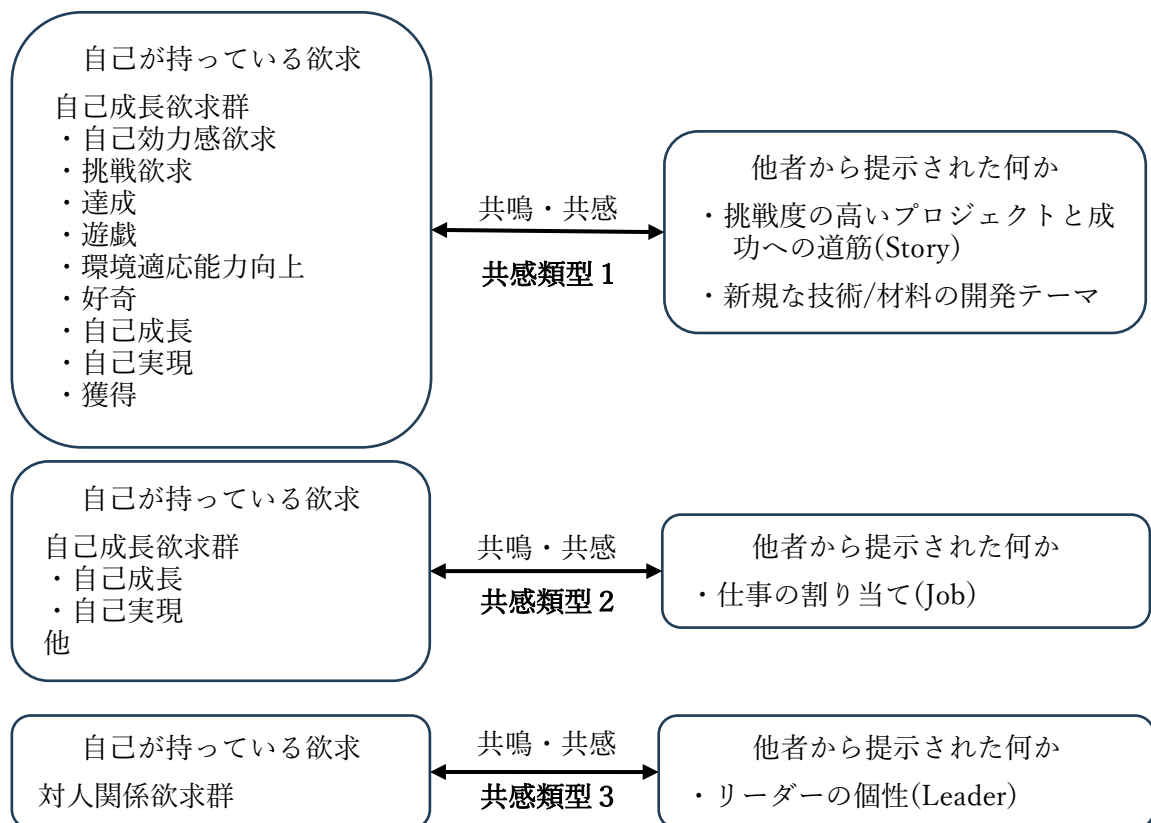 自己が持っている欲求
自己成長欲求群
・自己効力感欲求
・挑戦欲求
・達成
・遊戯
・環境適応能力向上
・好奇
・自己成長
・自己実現
・獲得
共鳴・共感
共感類型1
他者から提示された何か
・挑戦度の高いプロジェクトと成
功への道筋(Story)
・新規な技術/材料の開発テーマ
自己が持っている欲求
自己成長欲求群
・自己成長
・自己実現
他
共鳴・共感
共感類型2
他者から提示された何か
・仕事の割り当て(Job)
自己が持っている欲求
対人関係欲求群
共鳴・共感
共感類型3
他者から提示された何か
・リーダーの個性(Leader)